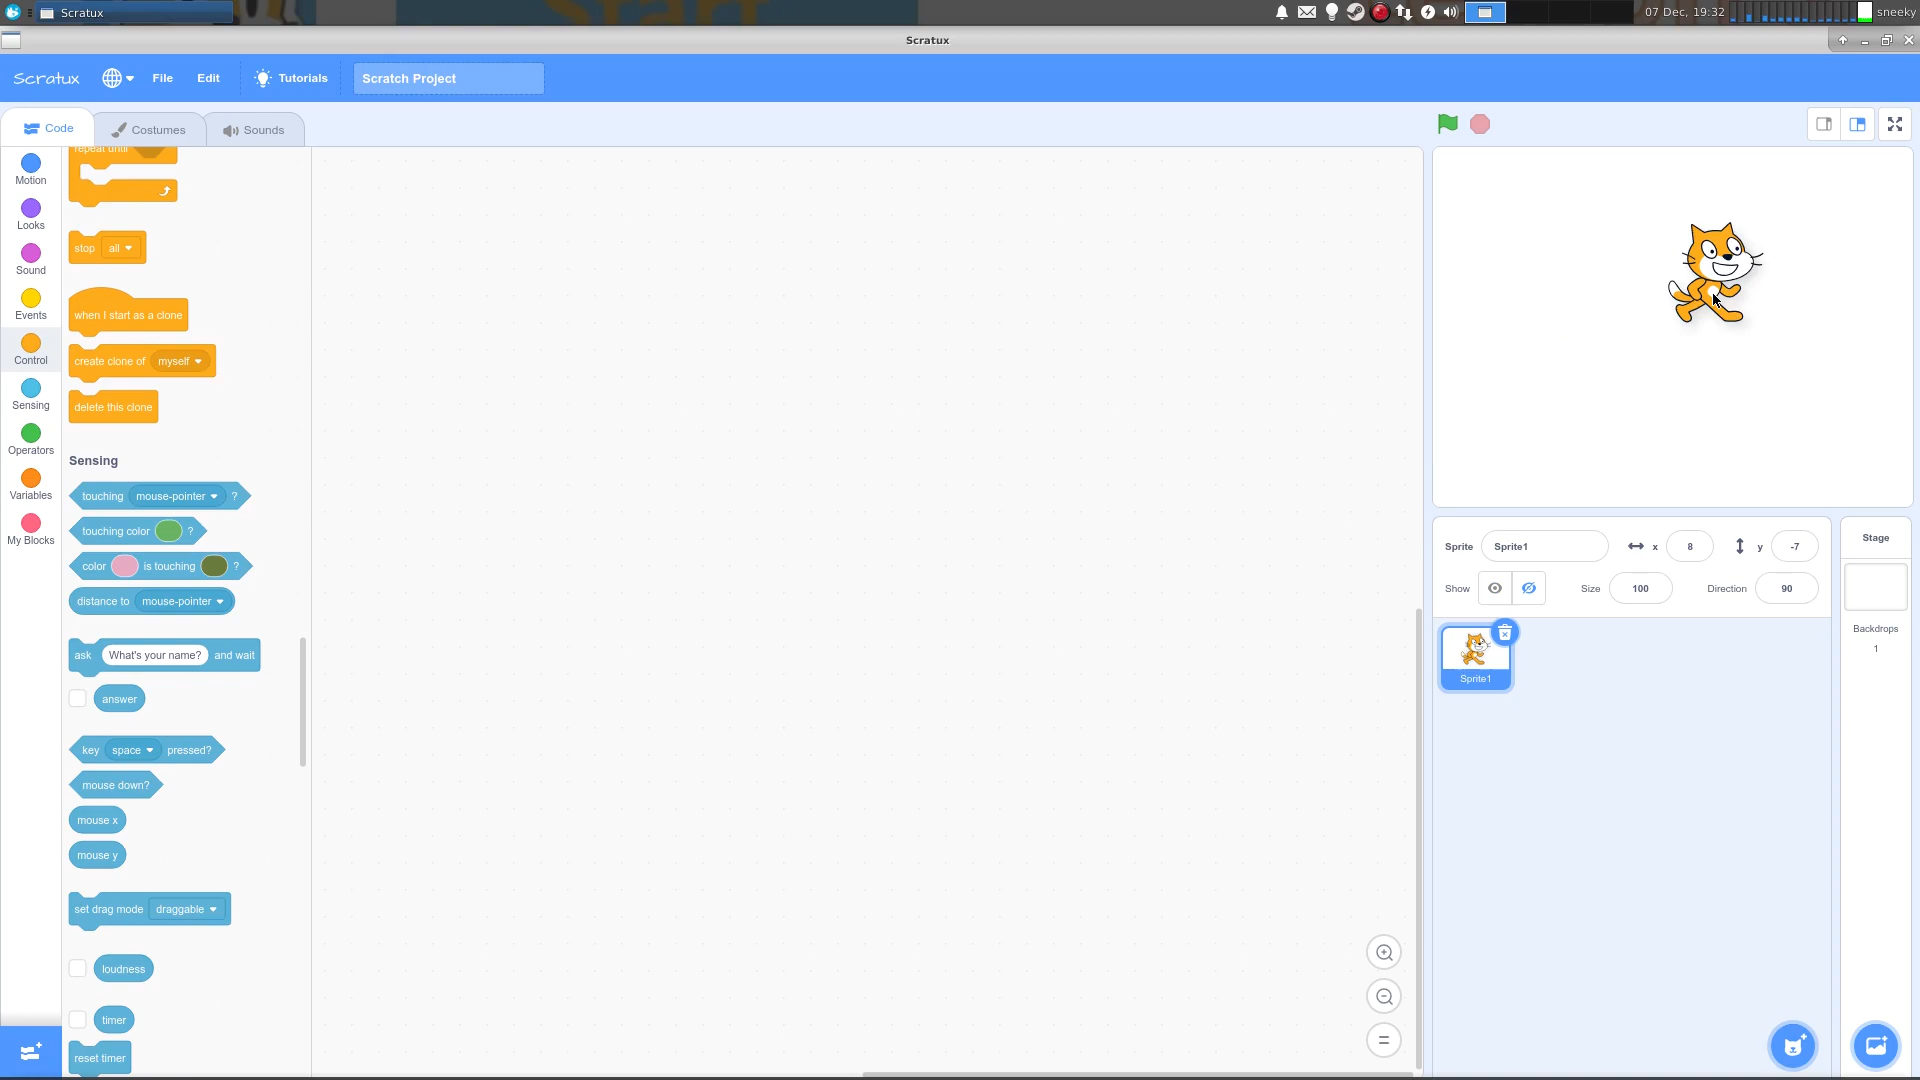 Scratux
07 Dec, 19:32
sneeky
Scratux
Scratux
File
Edit
Tutorials
Scratch Project
Code
Costumes
Sounds
Motion
Looks
Sound
Events
Control
Sensing
Operators
Variables
My Blocks
repeat until
stop all
when I start as a clone
create clone of myself
delete this clone
Sensing
touching mouse-pointer ?
touching color ?
color is touching ?
distance to mouse-pointer
ask What's your name? and wait
answer
key space pressed?
mouse down?
mouse x
mouse y
set drag mode draggable
loudness
timer
reset timer
Sprite Sprite1 x 8 y -7
Show Size 100 Direction 90
Sprite1
Stage
Backdrops
1